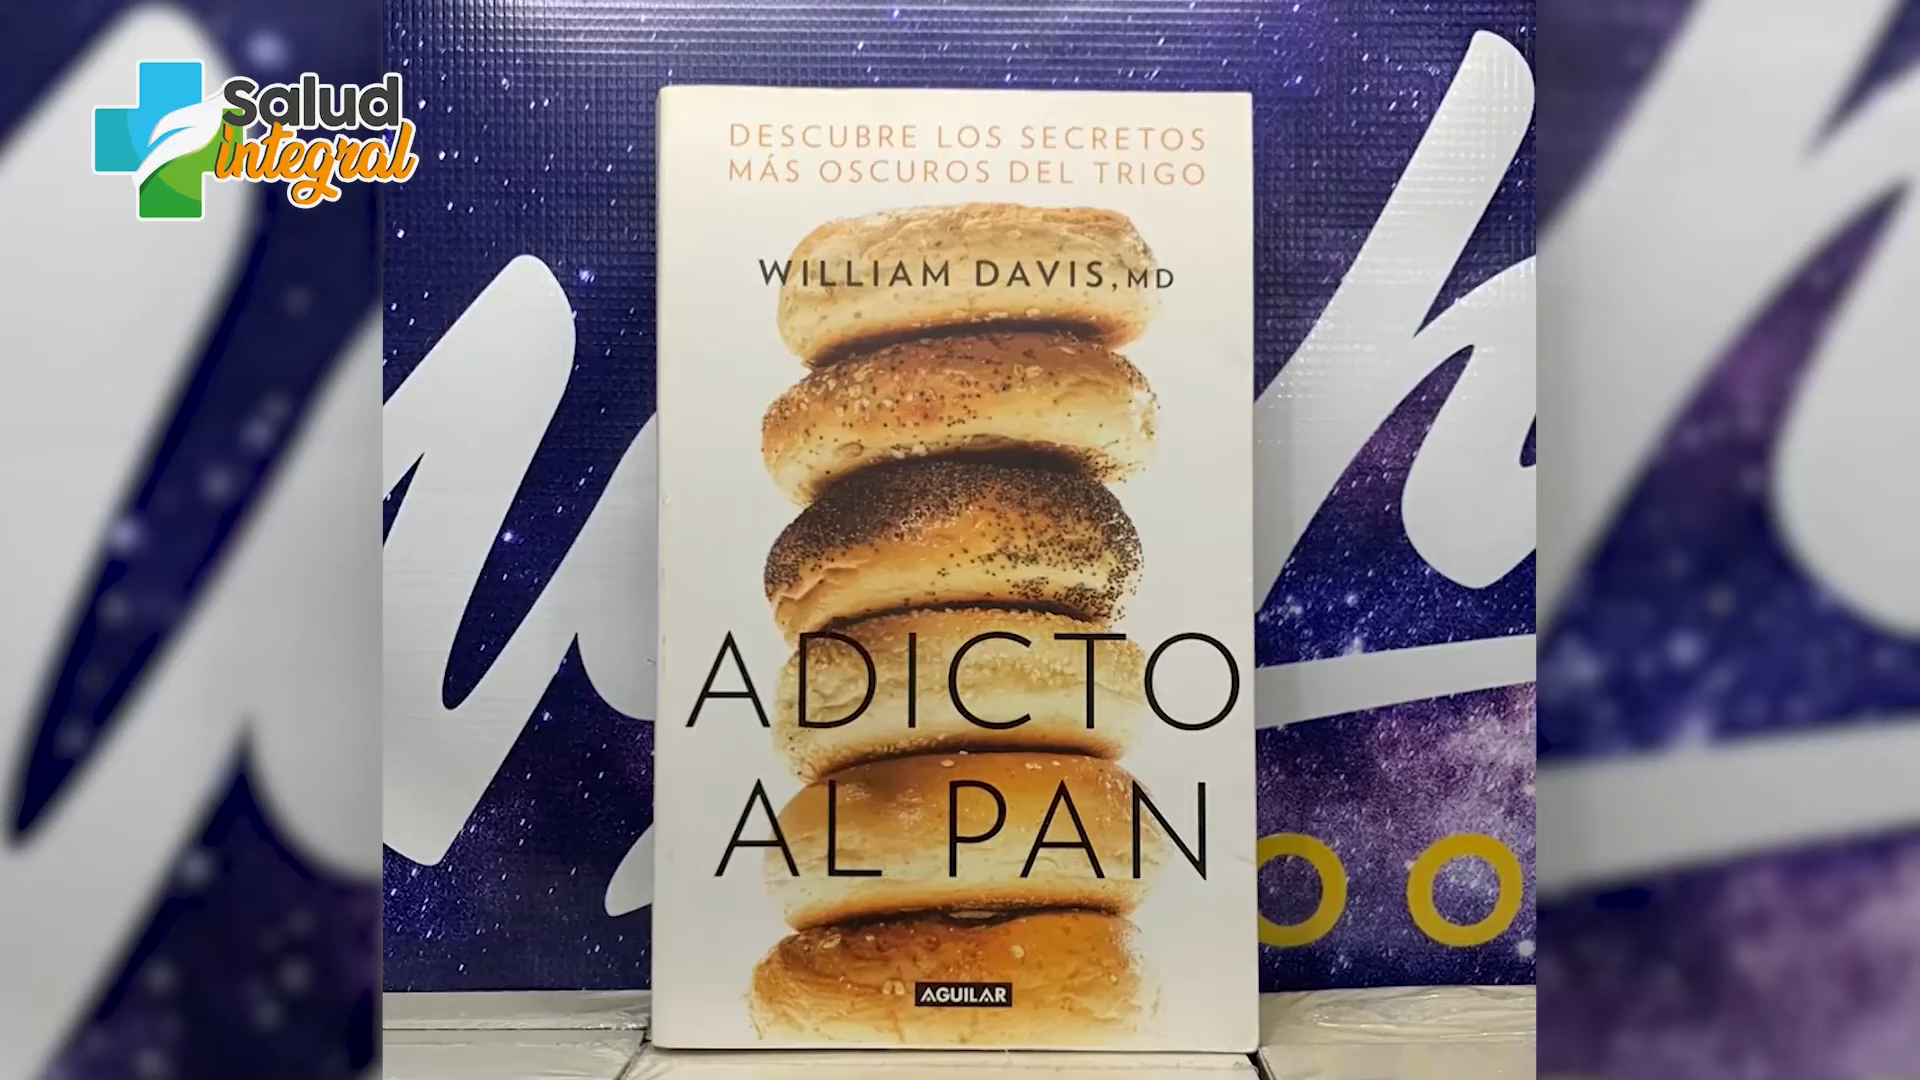 Salud
integral
DESCUBRE LOS SECRETOS
MÁS OSCUROS DEL TRIGO
WILLIAM DAVIS, MD
ADICTO
AL PAN
AGUILAR